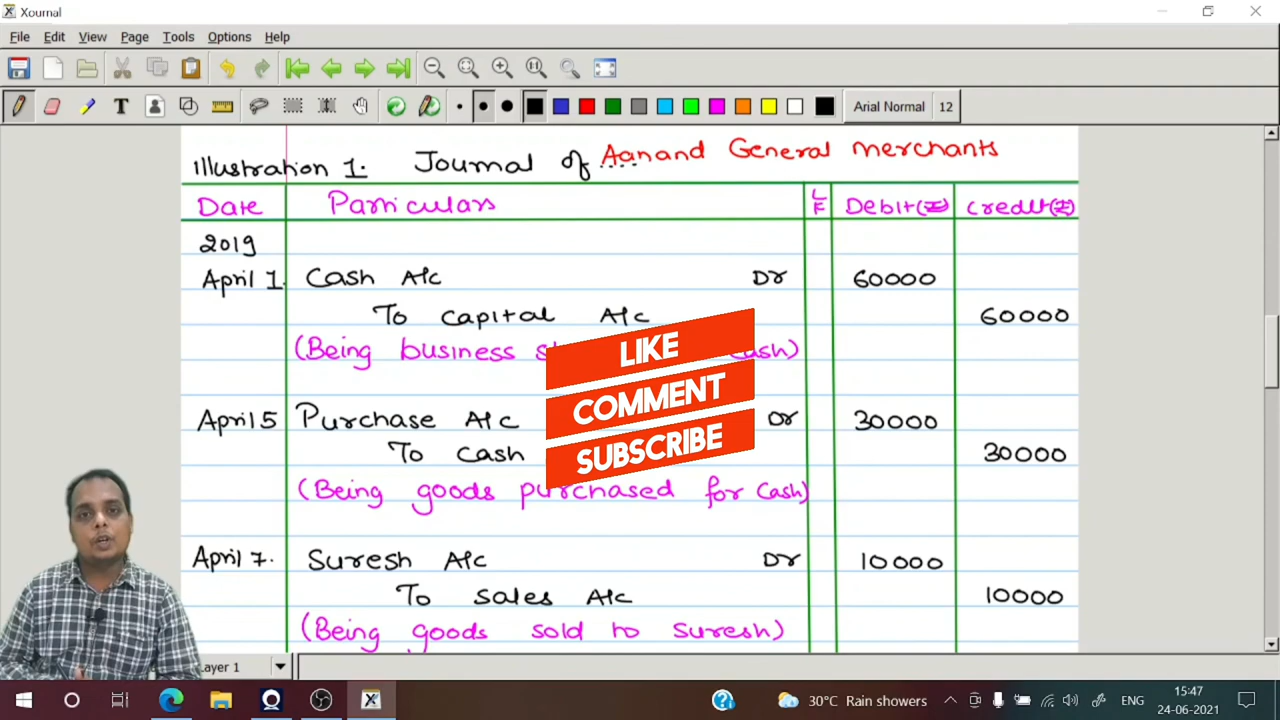 Xournal
File Edit View Page Tools Options Help
Arial Normal 12
Illustration 1. Journal of Aanand General merchants
Date Particulars LF Debit(₹) Credit(₹)
2019
April 1. Cash A/c Dr 60000
To capital A/c 60000
(Being business cash)
April 5 Purchase A/c Dr 30000
To Cash 30000
(Being goods purchased for Cash)
April 7. Suresh A/c Dr 10000
To sales A/c 10000
(Being goods sold to Suresh)
LIKE
COMMENT
SUBSCRIBE
ayer 1
30°C Rain showers ENG 15:47
24-06-2021